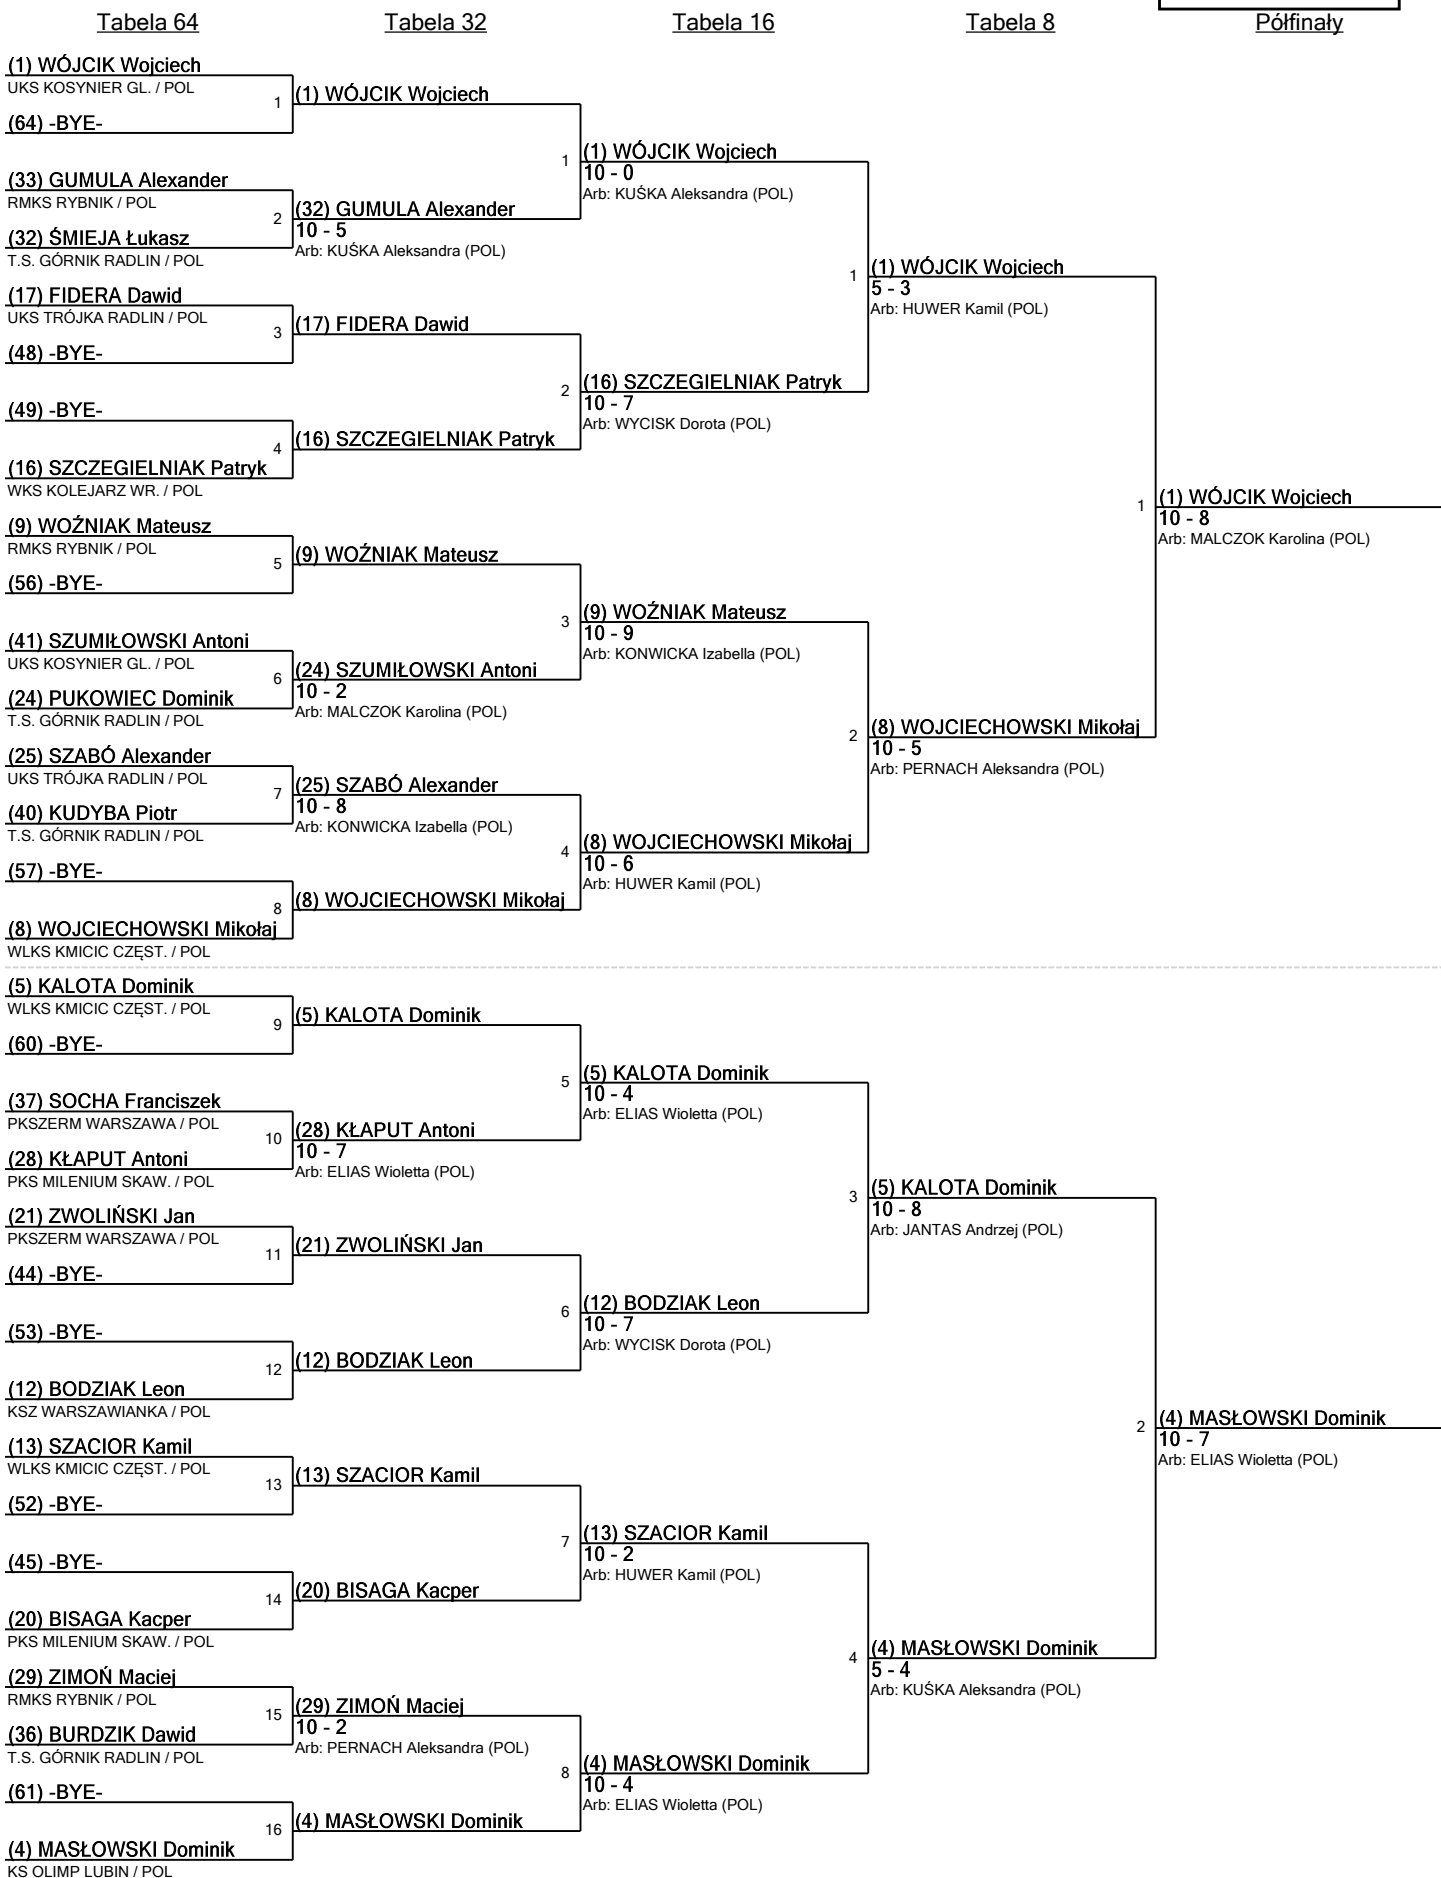 Tabela 64
Tabela 32
Tabela 16
Tabela 8
Półfinały
(1) WÓJCIK Wojciech
UKS KOSYNIER GL. / POL
1
(64) -BYE-
(33) GUMULA Alexander
RMKS RYBNIK / POL
2
(32) ŚMIEJA Łukasz
T.S. GÓRNIK RADLIN / POL
(17) FIDERA Dawid
UKS TRÓJKA RADLIN / POL
3
(48) -BYE-
(49) -BYE-
4
(16) SZCZEGIELNIAK Patryk
WKS KOLEJARZ WR. / POL
(9) WOŹNIAK Mateusz
RMKS RYBNIK / POL
5
(56) -BYE-
(41) SZUMIŁOWSKI Antoni
UKS KOSYNIER GL. / POL
6
(24) PUKOWIEC Dominik
T.S. GÓRNIK RADLIN / POL
(25) SZABÓ Alexander
UKS TRÓJKA RADLIN / POL
7
(40) KUDYBA Piotr
T.S. GÓRNIK RADLIN / POL
(57) -BYE-
8
(8) WOJCIECHOWSKI Mikołaj
WLKS KMICIC CZĘST. / POL
(5) KALOTA Dominik
WLKS KMICIC CZĘST. / POL
9
(60) -BYE-
(37) SOCHA Franciszek
PKSZERM WARSZAWA / POL
10
(28) KŁAPUT Antoni
PKS MILENIUM SKAW. / POL
(21) ZWOLIŃSKI Jan
PKSZERM WARSZAWA / POL
11
(44) -BYE-
(53) -BYE-
12
(12) BODZIAK Leon
KSZ WARSZAWIANKA / POL
(13) SZACIOR Kamil
WLKS KMICIC CZĘST. / POL
13
(52) -BYE-
(45) -BYE-
14
(20) BISAGA Kacper
PKS MILENIUM SKAW. / POL
(29) ZIMOŃ Maciej
RMKS RYBNIK / POL
15
(36) BURDZIK Dawid
T.S. GÓRNIK RADLIN / POL
(61) -BYE-
16
(4) MASŁOWSKI Dominik
KS OLIMP LUBIN / POL
(1) WÓJCIK Wojciech
1
(32) GUMULA Alexander
10 - 5
Arb: KUŚKA Aleksandra (POL)
(17) FIDERA Dawid
2
(16) SZCZEGIELNIAK Patryk
(9) WOŹNIAK Mateusz
3
(24) SZUMIŁOWSKI Antoni
10 - 2
Arb: MALCZOK Karolina (POL)
(25) SZABÓ Alexander
10 - 8
Arb: KONWICKA Izabella (POL)
4
(8) WOJCIECHOWSKI Mikołaj
(5) KALOTA Dominik
5
(28) KŁAPUT Antoni
10 - 7
Arb: ELIAS Wioletta (POL)
(21) ZWOLIŃSKI Jan
6
(12) BODZIAK Leon
(13) SZACIOR Kamil
7
(20) BISAGA Kacper
(29) ZIMOŃ Maciej
10 - 2
Arb: PERNACH Aleksandra (POL)
8
(4) MASŁOWSKI Dominik
(1) WÓJCIK Wojciech
10 - 0
Arb: KUŚKA Aleksandra (POL)
1
(16) SZCZEGIELNIAK Patryk
10 - 7
Arb: WYCISK Dorota (POL)
(9) WOŹNIAK Mateusz
10 - 9
Arb: KONWICKA Izabella (POL)
2
(8) WOJCIECHOWSKI Mikołaj
10 - 6
Arb: HUWER Kamil (POL)
(5) KALOTA Dominik
10 - 4
Arb: ELIAS Wioletta (POL)
3
(12) BODZIAK Leon
10 - 7
Arb: WYCISK Dorota (POL)
(13) SZACIOR Kamil
10 - 2
Arb: HUWER Kamil (POL)
4
(4) MASŁOWSKI Dominik
10 - 4
Arb: ELIAS Wioletta (POL)
(1) WÓJCIK Wojciech
5 - 3
Arb: HUWER Kamil (POL)
1
(8) WOJCIECHOWSKI Mikołaj
10 - 5
Arb: PERNACH Aleksandra (POL)
(5) KALOTA Dominik
10 - 8
Arb: JANTAS Andrzej (POL)
2
(4) MASŁOWSKI Dominik
5 - 4
Arb: KUŚKA Aleksandra (POL)
(1) WÓJCIK Wojciech
10 - 8
Arb: MALCZOK Karolina (POL)
(4) MASŁOWSKI Dominik
10 - 7
Arb: ELIAS Wioletta (POL)